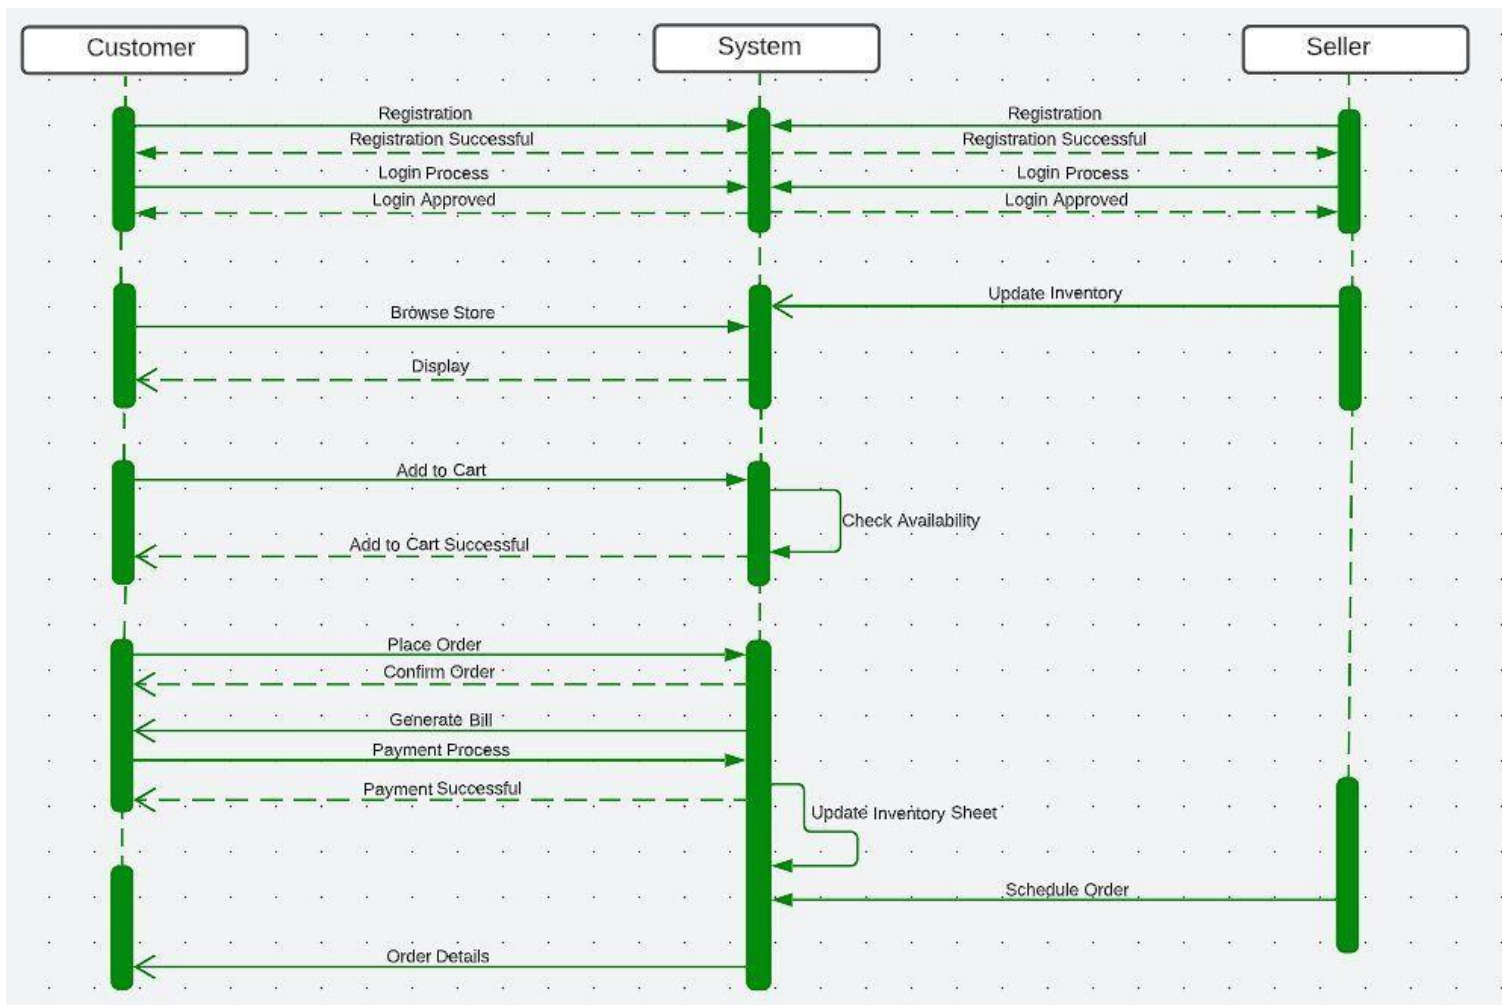 Customer
System
Seller
Registration
Registration
Registration Successful
Registration Successful
Login Process
Login Process
Login Approved
Login Approved
Update Inventory
Browse Store
Display
Add to Cart
Check Availability
Add to Cart Successful
Place Order
Confirm Order
Generate Bill
Payment Process
Payment Successful
Update Inventory Sheet
Schedule Order
Order Details